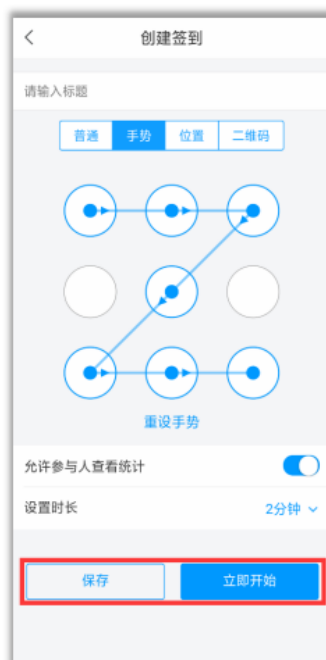 创建签到
请输入标题
普通 手势 位置 二维码
重设手势
允许参与人查看统计
设置时长 2分钟
保存 立即开始